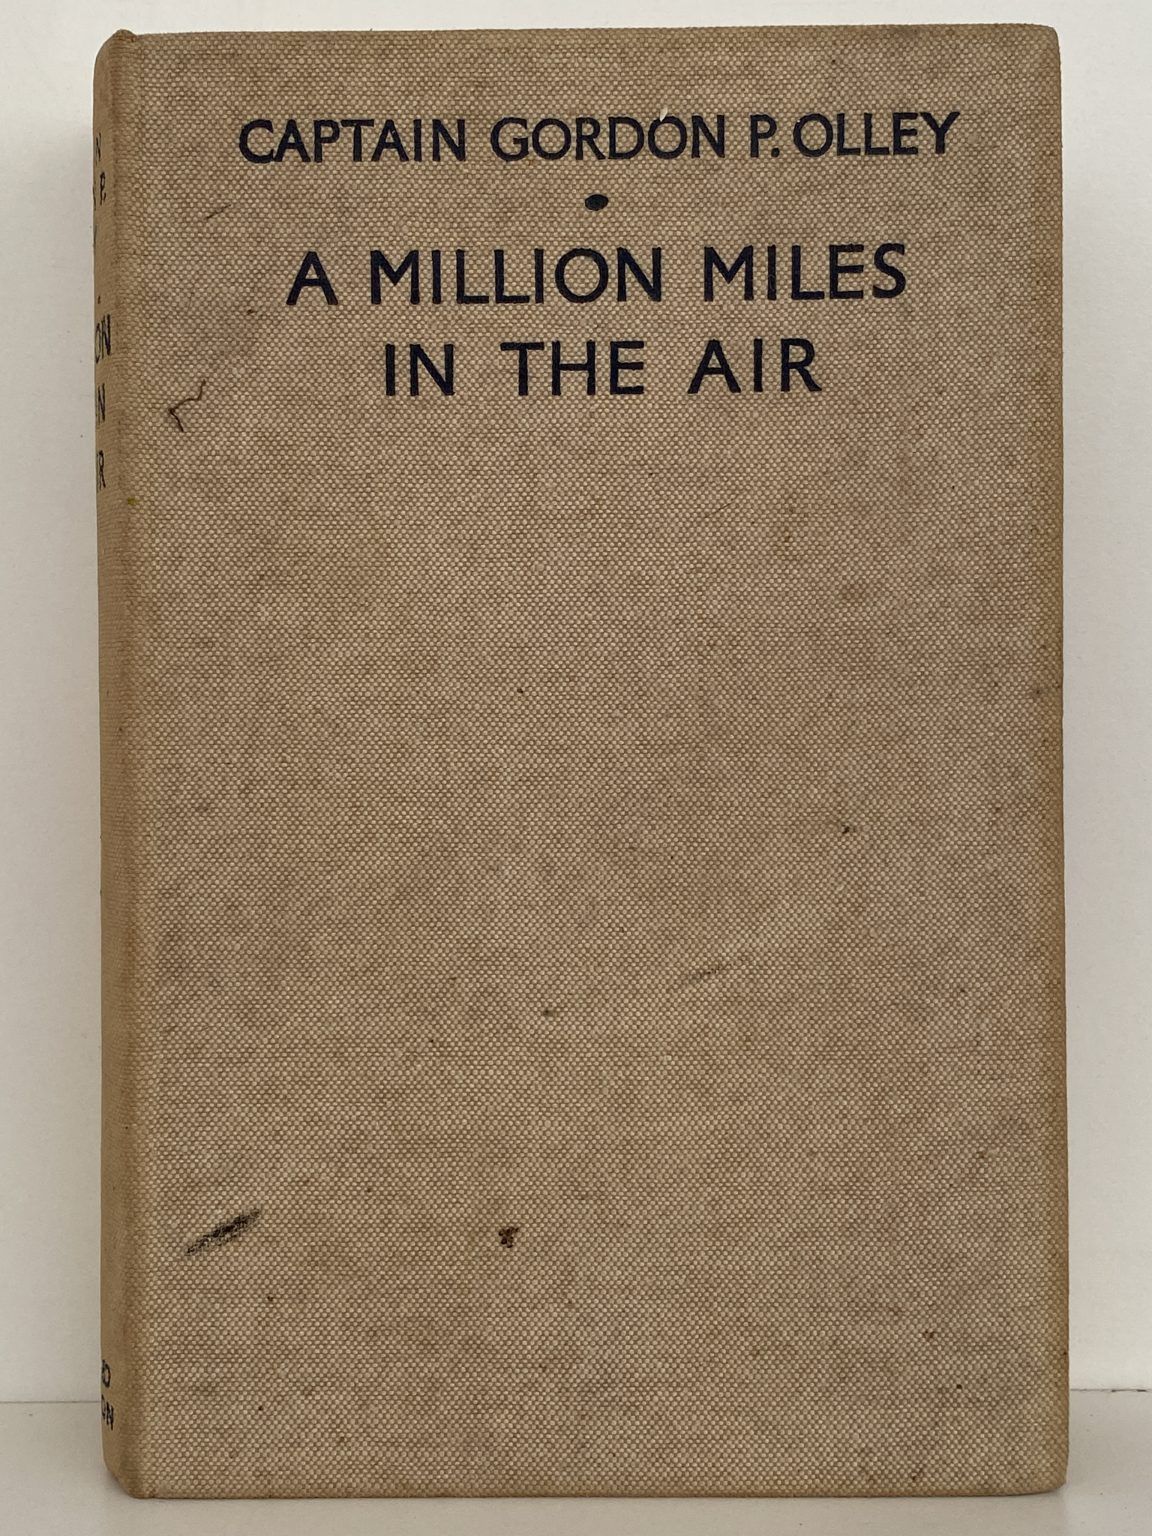 CAPTAIN GORDON P. OLLEY
•
A MILLION MILES
IN THE AIR